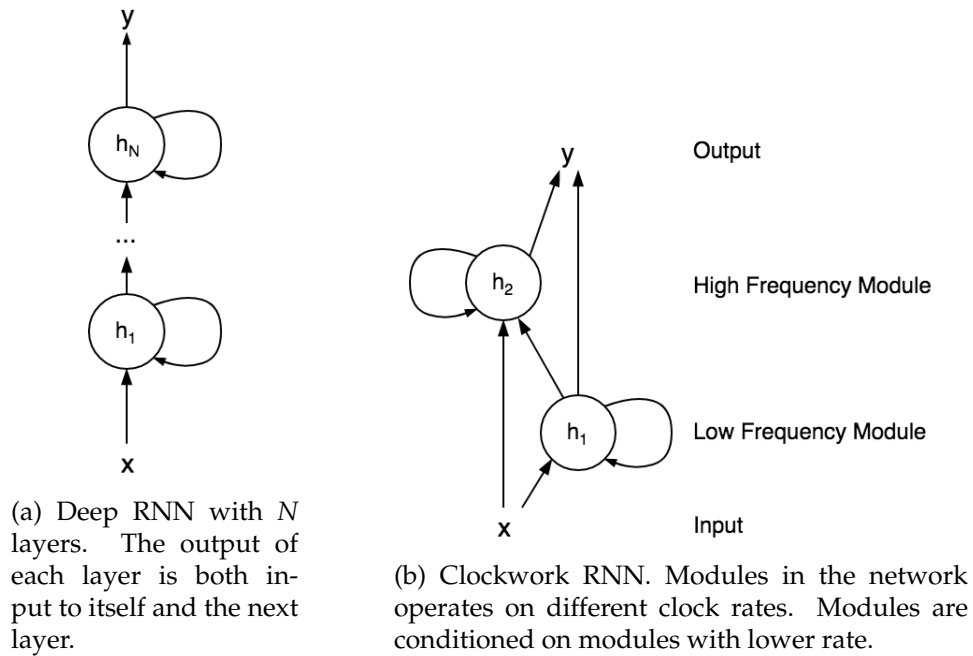 y
h_N
...
h_1
x
(a) Deep RNN with N
layers. The output of
each layer is both in-
put to itself and the next
layer.
y
Output
h_2
High Frequency Module
h_1
Low Frequency Module
x
Input
(b) Clockwork RNN. Modules in the network
operates on different clock rates. Modules are
conditioned on modules with lower rate.